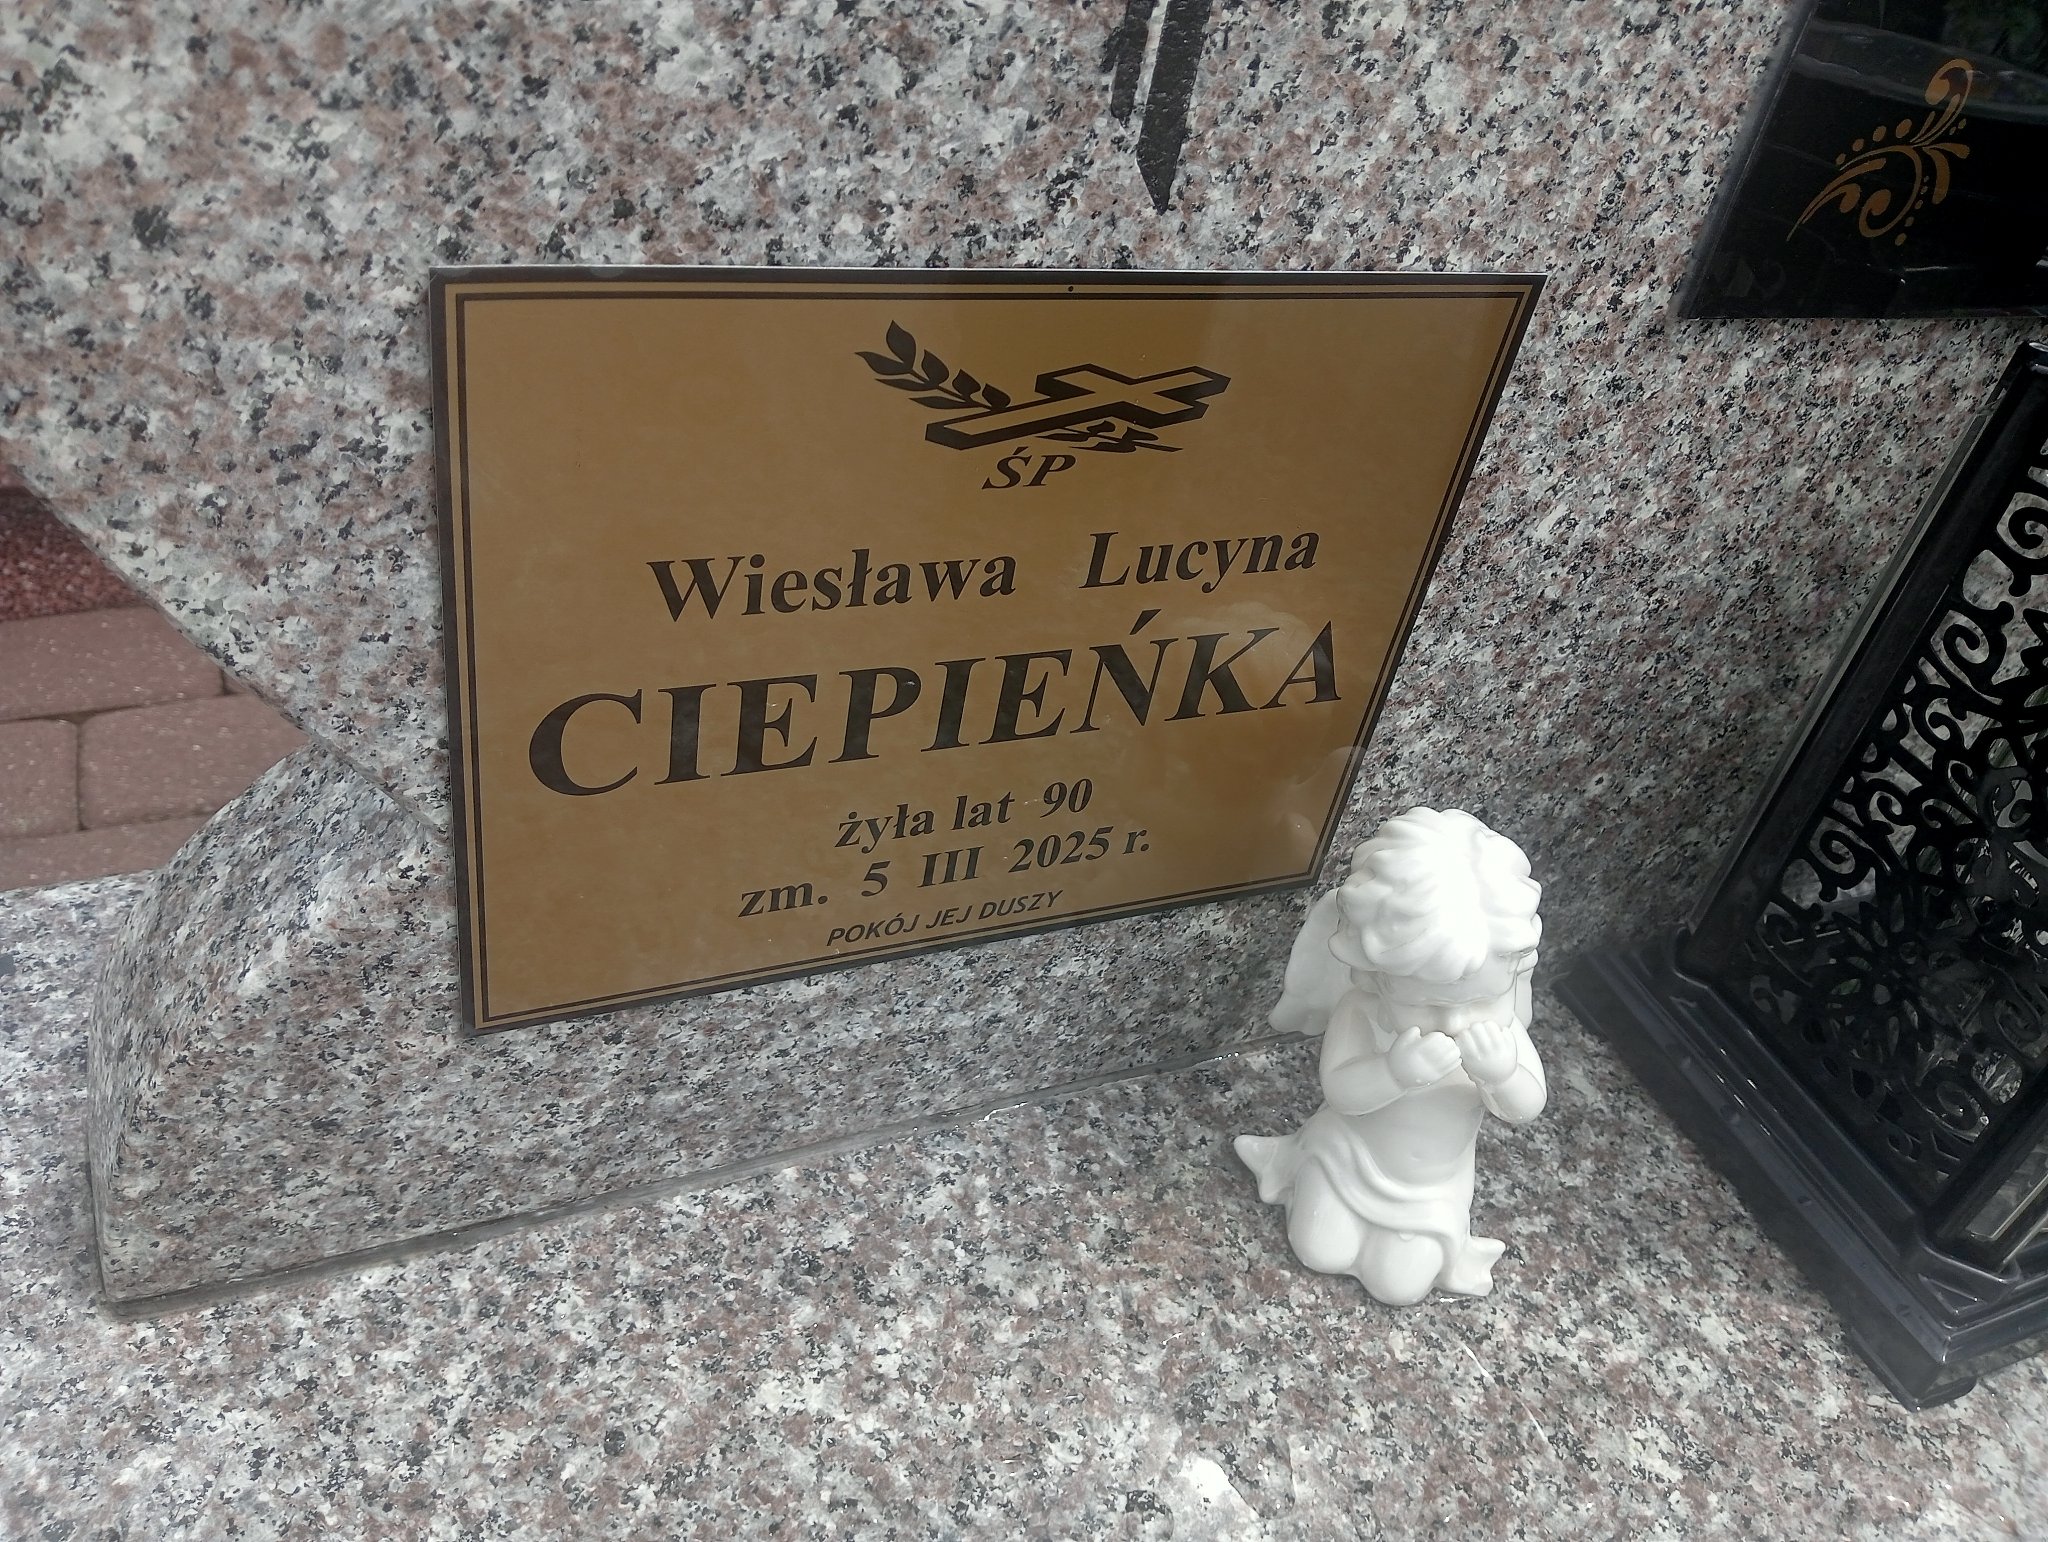 ŚP
Wiesława Lucyna
CIEPIEŃKA
żyła lat 90
zm. 5 III 2025 r.
POKÓJ JEJ DUSZY